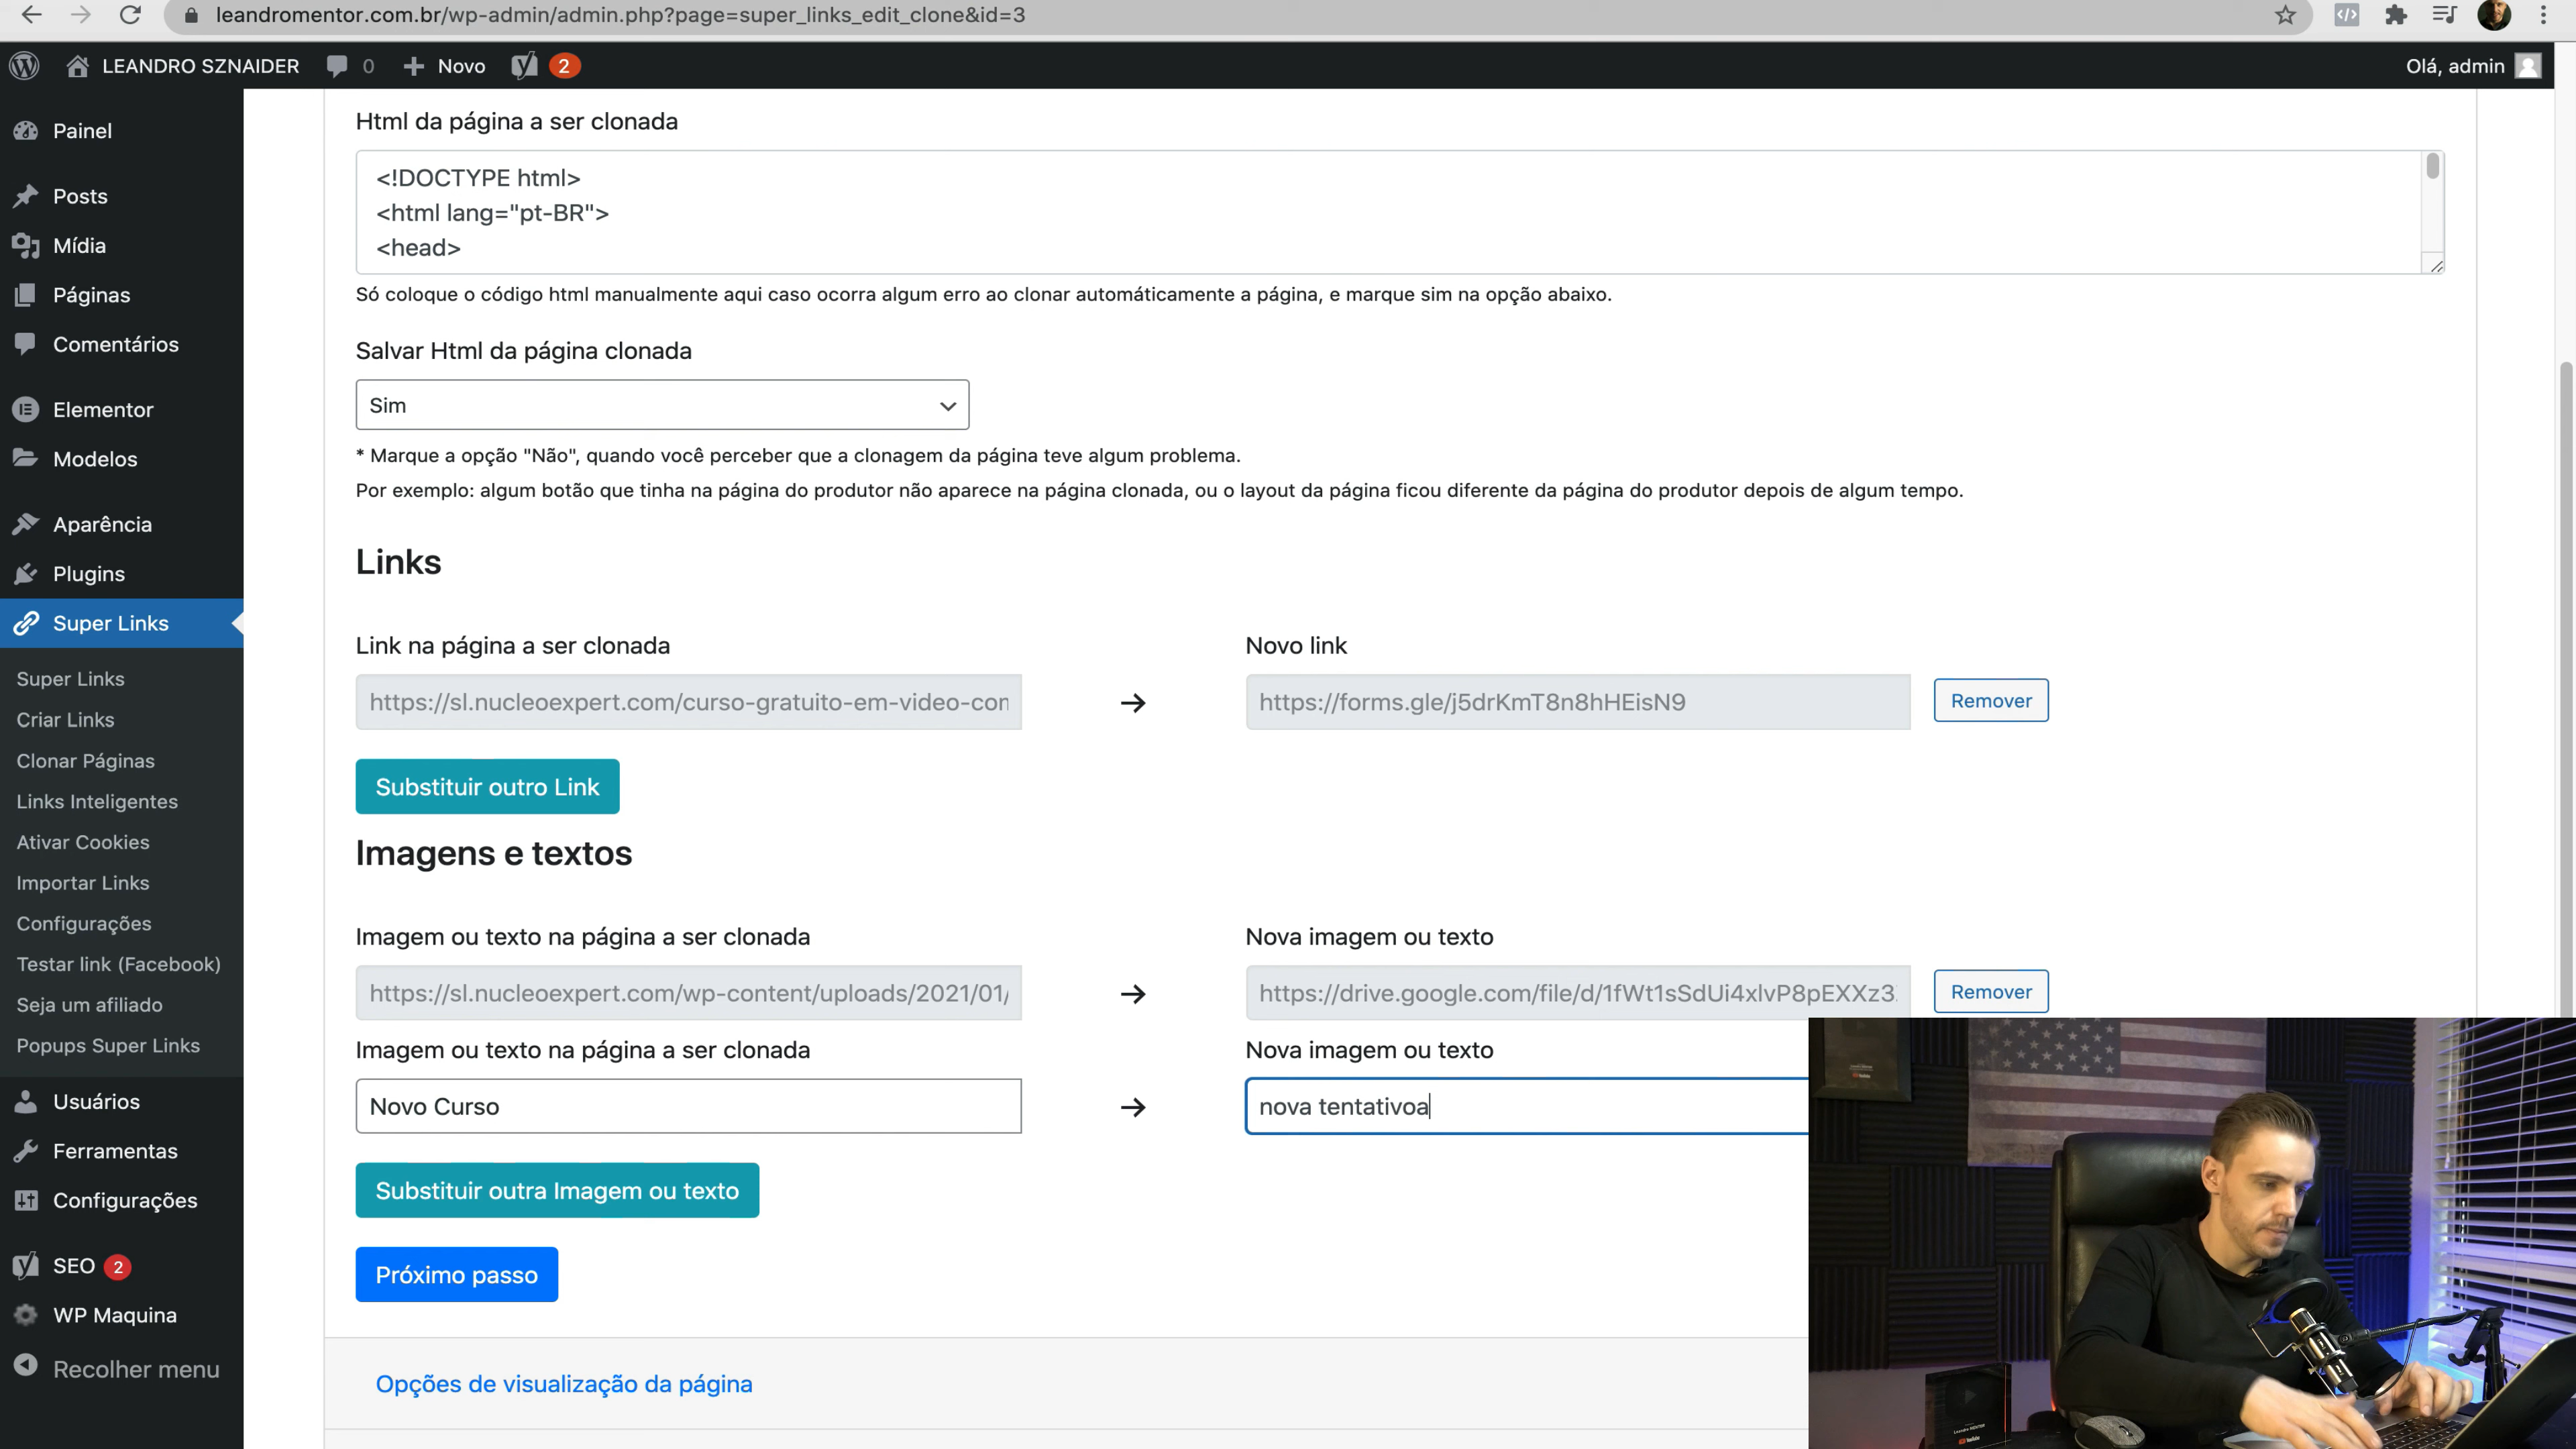 leandromentor.com.br/wp-admin/admin.php?page=super_links_edit_clone&id=3
LEANDRO SZNAIDER
0
Novo
2
Olá, admin
Painel
Posts
Mídia
Páginas
Comentários
Elementor
Modelos
Aparência
Plugins
Super Links
Super Links
Criar Links
Clonar Páginas
Links Inteligentes
Ativar Cookies
Importar Links
Configurações
Testar link (Facebook)
Seja um afiliado
Popups Super Links
Usuários
Ferramentas
Configurações
SEO 2
WP Maquina
Recolher menu
Html da página a ser clonada
<!DOCTYPE html>
<html lang="pt-BR">
<head>
Só coloque o código html manualmente aqui caso ocorra algum erro ao clonar automáticamente a página, e marque sim na opção abaixo.
Salvar Html da página clonada
Sim
* Marque a opção "Não", quando você perceber que a clonagem da página teve algum problema.
Por exemplo: algum botão que tinha na página do produtor não aparece na página clonada, ou o layout da página ficou diferente da página do produtor depois de algum tempo.
Links
Link na página a ser clonada
Novo link
https://sl.nucleoexpert.com/curso-gratuito-em-video-con
https://forms.gle/j5drKmT8n8hHEisN9
Remover
Substituir outro Link
Imagens e textos
Imagem ou texto na página a ser clonada
Nova imagem ou texto
https://sl.nucleoexpert.com/wp-content/uploads/2021/01/
https://drive.google.com/file/d/1fWt1sSdUi4xlvP8pEXXz3
Remover
Imagem ou texto na página a ser clonada
Nova imagem ou texto
Novo Curso
nova tentativoa
Substituir outra Imagem ou texto
Próximo passo
Opções de visualização da página